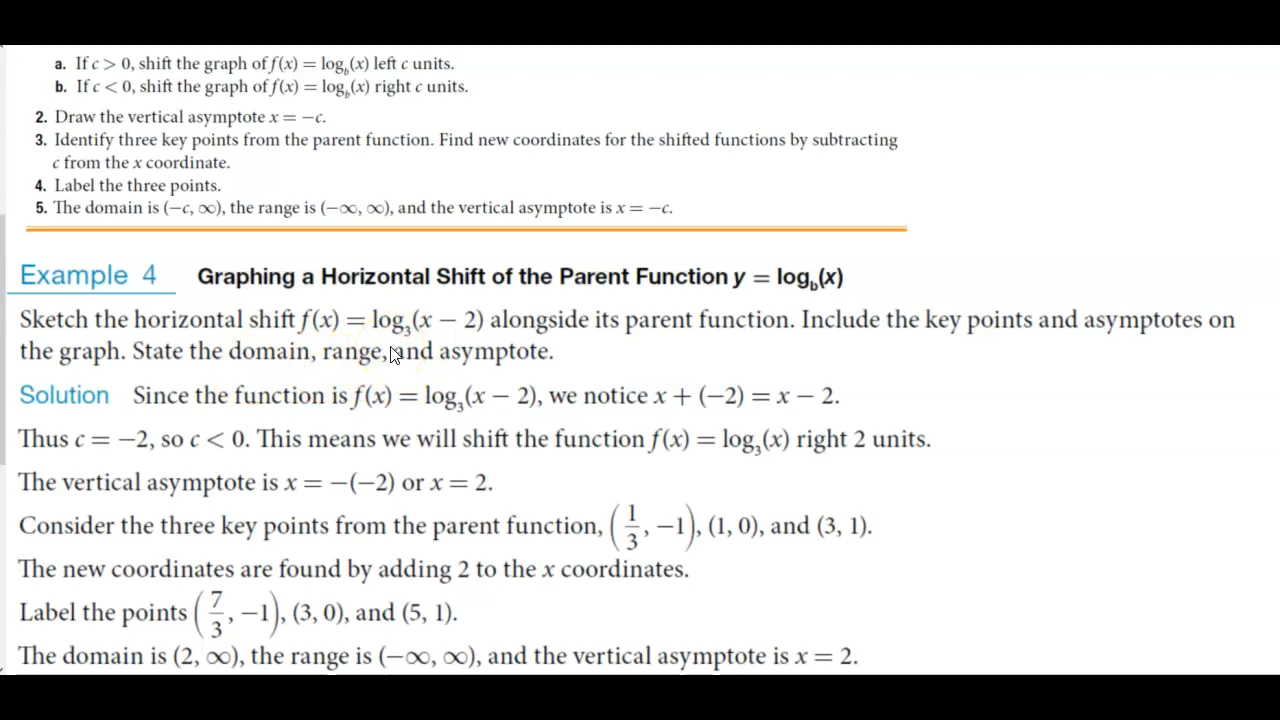 a. If c > 0, shift the graph of f(x) = log_b(x) left c units.
b. If c < 0, shift the graph of f(x) = log_b(x) right c units.
2. Draw the vertical asymptote x = −c.
3. Identify three key points from the parent function. Find new coordinates for the shifted functions by subtracting
c from the x coordinate.
4. Label the three points.
5. The domain is (−c, ∞), the range is (−∞, ∞), and the vertical asymptote is x = −c.
Example 4 Graphing a Horizontal Shift of the Parent Function y = log_b(x)
Sketch the horizontal shift f(x) = log₃(x − 2) alongside its parent function. Include the key points and asymptotes on
the graph. State the domain, range, and asymptote.
Solution Since the function is f(x) = log₃(x − 2), we notice x + (−2) = x − 2.
Thus c = −2, so c < 0. This means we will shift the function f(x) = log₃(x) right 2 units.
The vertical asymptote is x = −(−2) or x = 2.
Consider the three key points from the parent function, (1/3, −1), (1, 0), and (3, 1).
The new coordinates are found by adding 2 to the x coordinates.
Label the points (7/3, −1), (3, 0), and (5, 1).
The domain is (2, ∞), the range is (−∞, ∞), and the vertical asymptote is x = 2.